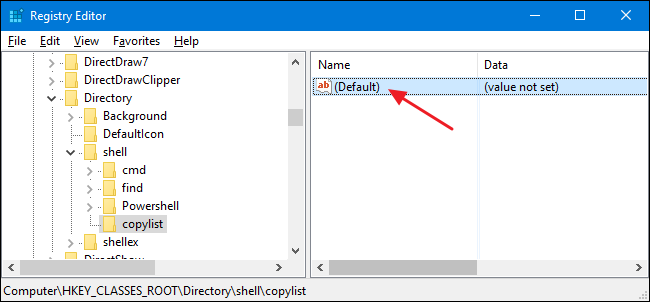 Registry Editor
File Edit View Favorites Help
DirectDraw7
DirectDrawClipper
Directory
Background
DefaultIcon
shell
cmd
find
Powershell
copylist
shellex
DirectShow
Name Data
ab (Default) (value not set)
Computer\HKEY_CLASSES_ROOT\Directory\shell\copylist